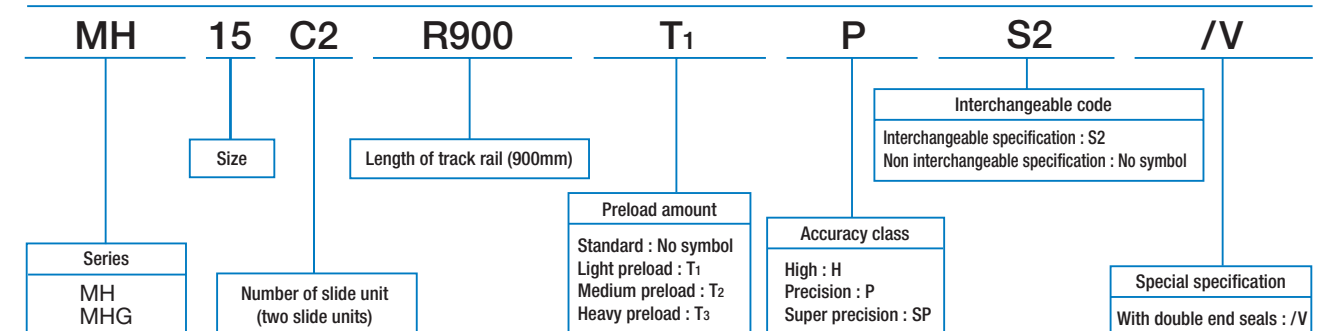 MH 15 C2 R900 T1 P S2 /V
Interchangeable code
Interchangeable specification : S2
Non interchangeable specification : No symbol
Size
Length of track rail (900mm)
Preload amount
Standard : No symbol
Light preload : T1
Medium preload : T2
Heavy preload : T3
Accuracy class
High : H
Precision : P
Super precision : SP
Series
MH
MHG
Number of slide unit
(two slide units)
Special specification
With double end seals : /V